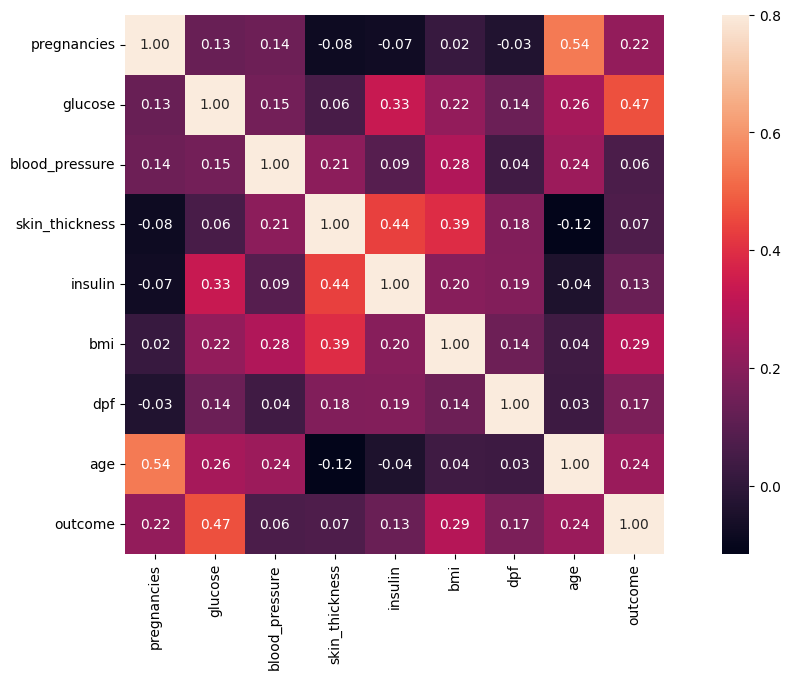 pregnancies 1.00 0.13 0.14 -0.08 -0.07 0.02 -0.03 0.54 0.22
glucose 0.13 1.00 0.15 0.06 0.33 0.22 0.14 0.26 0.47
blood_pressure 0.14 0.15 1.00 0.21 0.09 0.28 0.04 0.24 0.06
skin_thickness -0.08 0.06 0.21 1.00 0.44 0.39 0.18 -0.12 0.07
insulin -0.07 0.33 0.09 0.44 1.00 0.20 0.19 -0.04 0.13
bmi 0.02 0.22 0.28 0.39 0.20 1.00 0.14 0.04 0.29
dpf -0.03 0.14 0.04 0.18 0.19 0.14 1.00 0.03 0.17
age 0.54 0.26 0.24 -0.12 -0.04 0.04 0.03 1.00 0.24
outcome 0.22 0.47 0.06 0.07 0.13 0.29 0.17 0.24 1.00
pregnancies
glucose
blood_pressure
skin_thickness
insulin
bmi
dpf
age
outcome
0.8
0.6
0.4
0.2
0.0